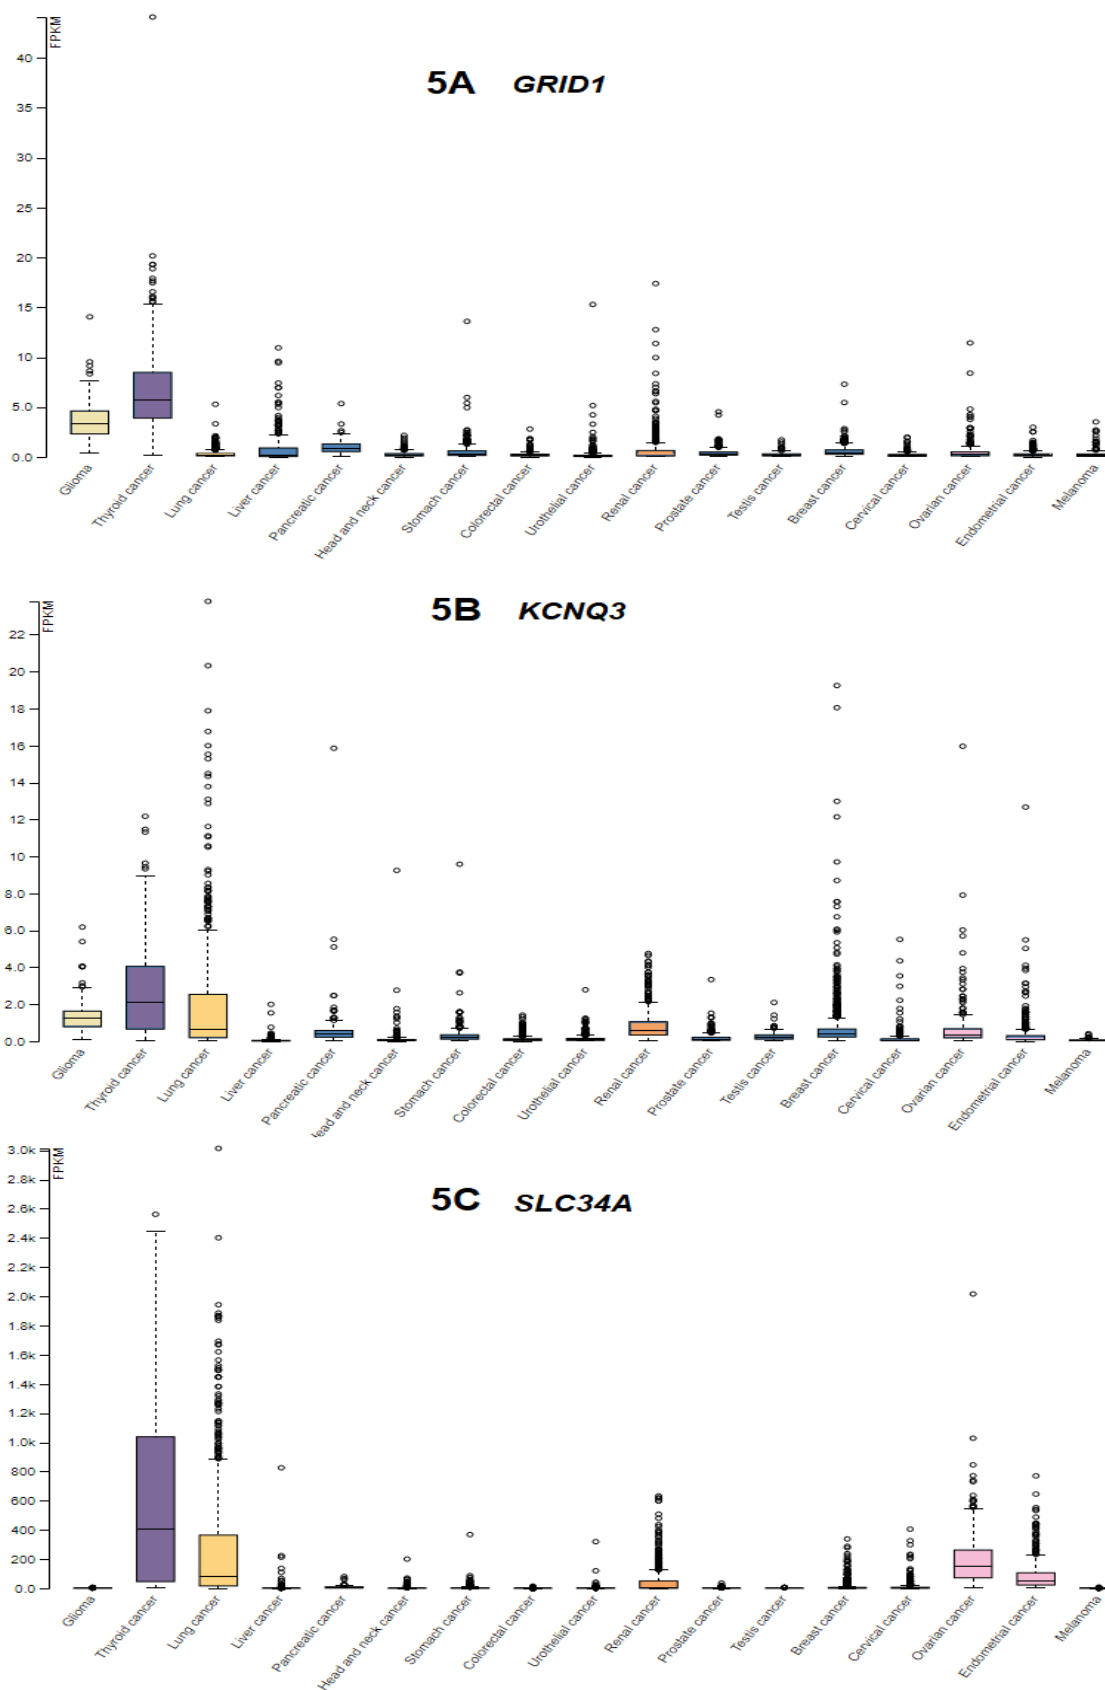 FPKM
5A GRID1
40
35
30
25
20
15
10
5.0
0.0
Glioma
Thyroid cancer
Lung cancer
Liver cancer
Pancreatic cancer
Head and neck cancer
Stomach cancer
Colorectal cancer
Urothelial cancer
Renal cancer
Prostate cancer
Testis cancer
Breast cancer
Cervical cancer
Ovarian cancer
Endometrial cancer
Melanoma
FPKM
5B KCNQ3
22
20
18
16
14
12
10
8.0
6.0
4.0
2.0
0.0
Glioma
Thyroid cancer
Lung cancer
Liver cancer
Pancreatic cancer
Head and neck cancer
Stomach cancer
Colorectal cancer
Urothelial cancer
Renal cancer
Prostate cancer
Testis cancer
Breast cancer
Cervical cancer
Ovarian cancer
Endometrial cancer
Melanoma
FPKM
5C SLC34A
3.0k
2.8k
2.6k
2.4k
2.2k
2.0k
1.8k
1.6k
1.4k
1.2k
1.0k
800
600
400
200
0.0
Glioma
Thyroid cancer
Lung cancer
Liver cancer
Pancreatic cancer
Head and neck cancer
Stomach cancer
Colorectal cancer
Urothelial cancer
Renal cancer
Prostate cancer
Testis cancer
Breast cancer
Cervical cancer
Ovarian cancer
Endometrial cancer
Melanoma